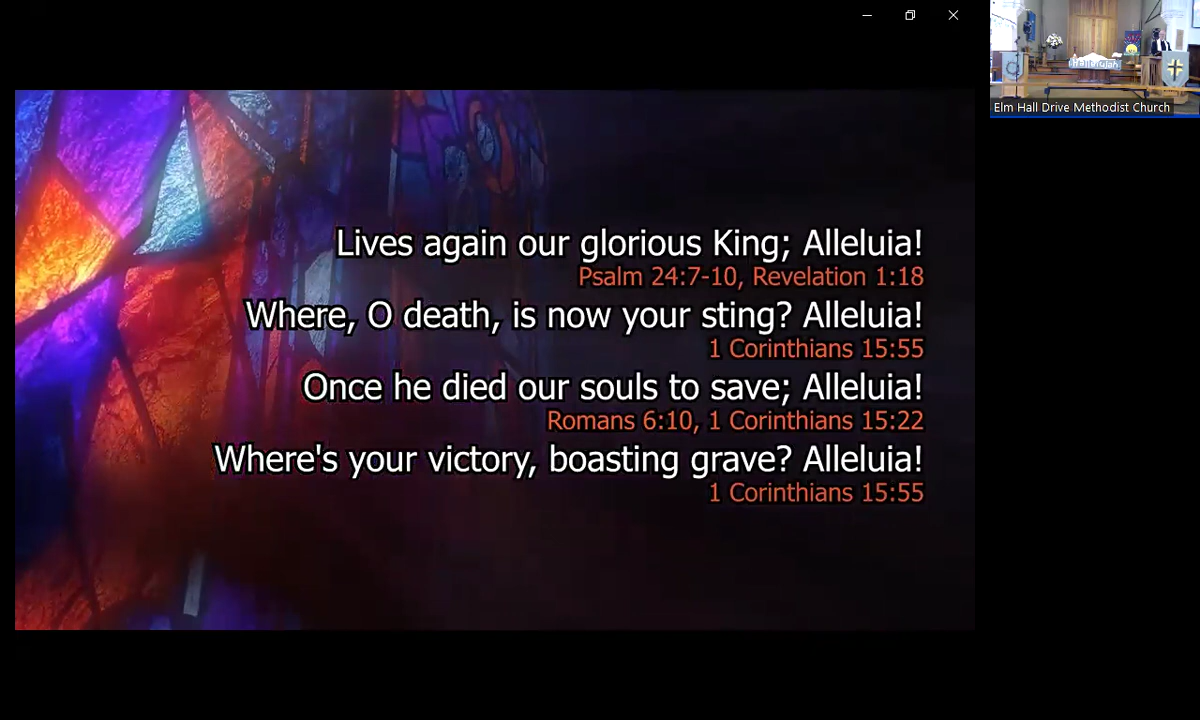 Lives again our glorious King; Alleluia!
Psalm 24:7-10, Revelation 1:18
Where, O death, is now your sting? Alleluia!
1 Corinthians 15:55
Once he died our souls to save; Alleluia!
Romans 6:10, 1 Corinthians 15:22
Where's your victory, boasting grave? Alleluia!
1 Corinthians 15:55
Hallelujah
Elm Hall Drive Methodist Church